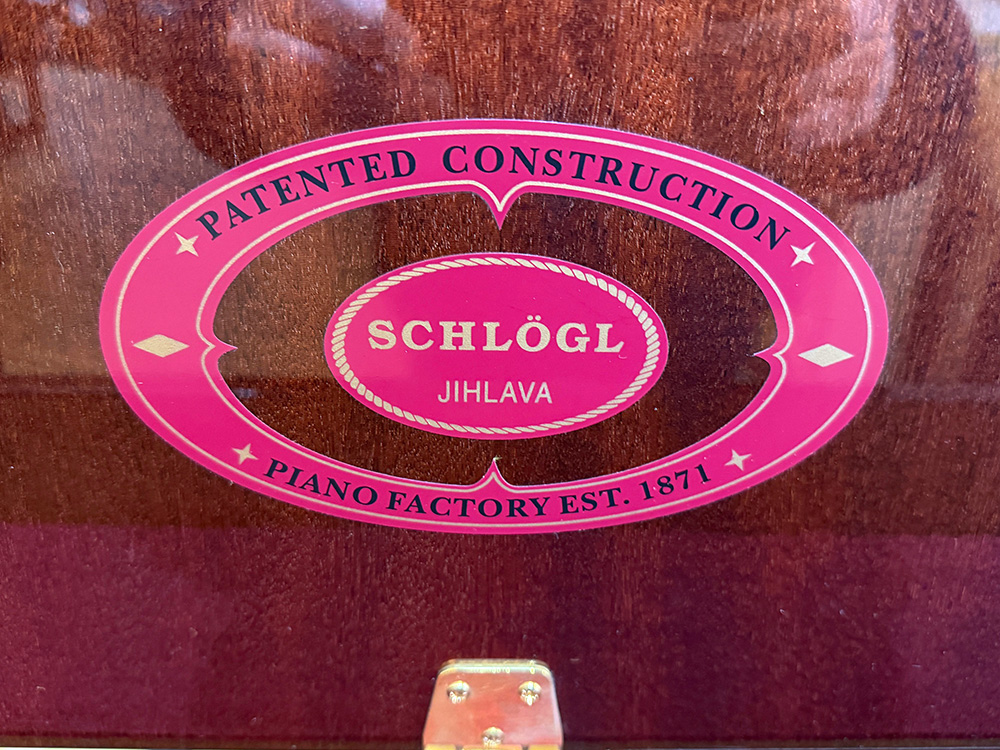 PATENTED CONSTRUCTION
SCHLÖGL
JIHLAVA
PIANO FACTORY EST. 1871